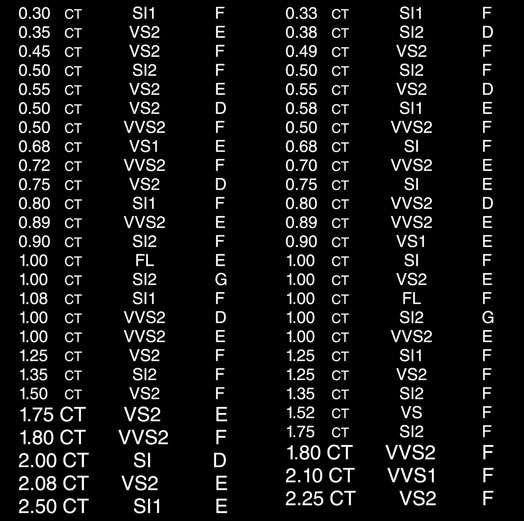 0.30 CT SI1 F 0.33 CT SI1 F
0.35 CT VS2 E 0.38 CT SI2 D
0.45 CT VS2 F 0.49 CT VS2 F
0.50 CT SI2 F 0.50 CT SI2 F
0.55 CT VS2 E 0.55 CT VS2 D
0.50 CT VS2 D 0.58 CT SI1 E
0.50 CT VVS2 F 0.50 CT VVS2 F
0.68 CT VS1 E 0.68 CT SI F
0.72 CT VVS2 F 0.70 CT VVS2 E
0.75 CT VS2 D 0.75 CT SI E
0.80 CT SI1 F 0.80 CT VVS2 D
0.89 CT VVS2 E 0.89 CT VVS2 E
0.90 CT SI2 F 0.90 CT VS1 E
1.00 CT FL E 1.00 CT SI F
1.00 CT SI2 G 1.00 CT VS2 E
1.08 CT SI1 F 1.00 CT FL F
1.00 CT VVS2 D 1.00 CT SI2 G
1.00 CT VVS2 E 1.00 CT VVS2 E
1.25 CT VS2 F 1.25 CT SI1 F
1.35 CT SI2 F 1.25 CT VS2 F
1.50 CT VS2 F 1.35 CT SI2 F
1.75 CT VS2 E 1.52 CT VS F
1.80 CT VVS2 F 1.75 CT SI2 F
2.00 CT SI D 1.80 CT VVS2 F
2.08 CT VS2 E 2.10 CT VVS1 F
2.50 CT SI1 E 2.25 CT VS2 F